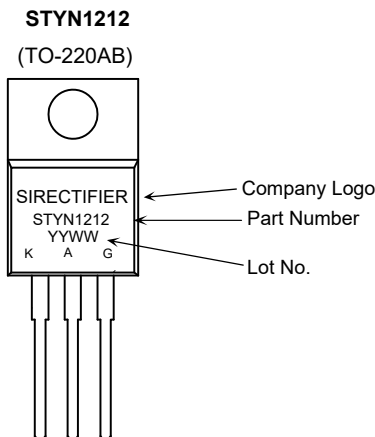 STYN1212
(TO-220AB)
SIRECTIFIER
STYN1212
YYWW
K A G
Company Logo
Part Number
Lot No.